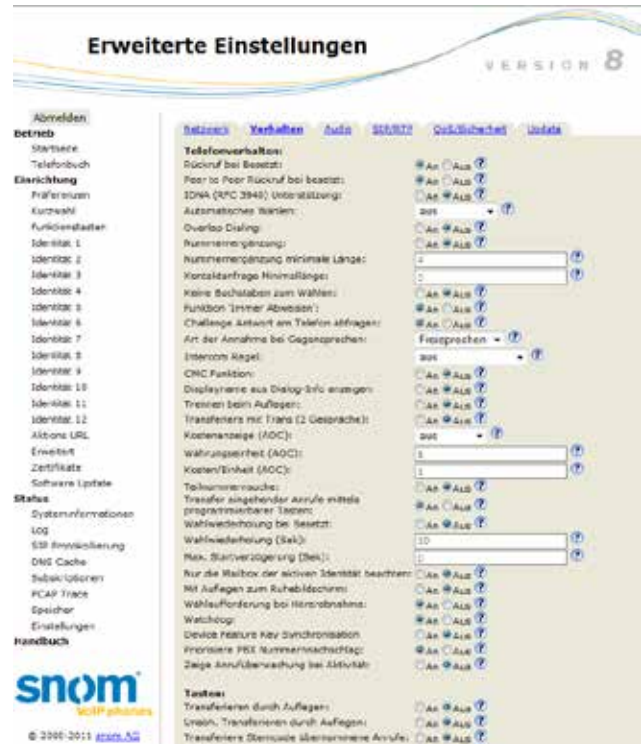 Erweiterte Einstellungen
VERSION 8
Abmelden
Betrieb
Startseite
Telefonbuch
Einrichtung
Präferenzen
Kurzwahl
Funktionstasten
Identität 1
Identität 2
Identität 3
Identität 4
Identität 5
Identität 6
Identität 7
Identität 8
Identität 9
Identität 10
Identität 11
Identität 12
Aktions URL
Erweitert
Zertifikate
Software Update
Status
Systeminformationen
Log
SIP Protokollierung
DNS Cache
Subskriptionen
PCAP Trace
Speicher
Einstellungen
Handbuch
snom
VoIP phones
© 2000-2011 snom AG
Netzwerk Verhalten Audio SIP/RTP QoS/Sicherheit Update
Telefonverhalten:
Rückruf bei Besetzt: An Aus ?
Peer to Peer Rückruf bei besetzt: An Aus ?
IDNA (RFC 3940) Unterstützung: An Aus ?
Automatisches Wählen: aus ?
Overlap Dialing: An Aus ?
Nummernergänzung: An Aus ?
Nummernergänzung minimale Länge: ?
Kontaktanfrage Minimallänge: ?
Keine Buchstaben zum Wählen: An Aus ?
Funktion 'Immer Abweisen': An Aus ?
Challenge Antwort am Telefon abfragen: An Aus ?
Art der Annahme bei Gegensprechen: Freisprechen ?
Intercom Regel: aus ?
CMC Funktion: An Aus ?
Displayname aus Dialog-Info anzeigen: An Aus ?
Trennen beim Auflegen: An Aus ?
Transferiere mit Trans (2 Gespräche): An Aus ?
Kostenanzeige (AOC): aus ?
Währungseinheit (AOC): ?
Kosten/Einheit (AOC): 1 ?
Teilnummernsuche: An Aus ?
Transfer eingehender Anrufe mittels
programmierbarer Tasten: An Aus ?
Wahlwiederholung bei Besetzt: An Aus ?
Wahlwiederholung (Sek): 10 ?
Max. Startverzögerung (Sek): ?
Nur die Mailbox der aktiven Identität beachten: An Aus ?
Mit Auflegen zum Ruhebildschirm: An Aus ?
Wählaufforderung bei Hörerabnahme: An Aus ?
Watchdog: An Aus ?
Device Feature Key Synchronisation An Aus ?
Priorisiere PBX Nummernnachschlag: An Aus ?
Zeige Anrufüberwachung bei Aktivität: An Aus ?
Tasten:
Transferieren durch Auflegen: An Aus ?
Unkon. Transferieren durch Auflegen: An Aus ?
Transferiere Sterncode übernommene Anrufe: An Aus ?